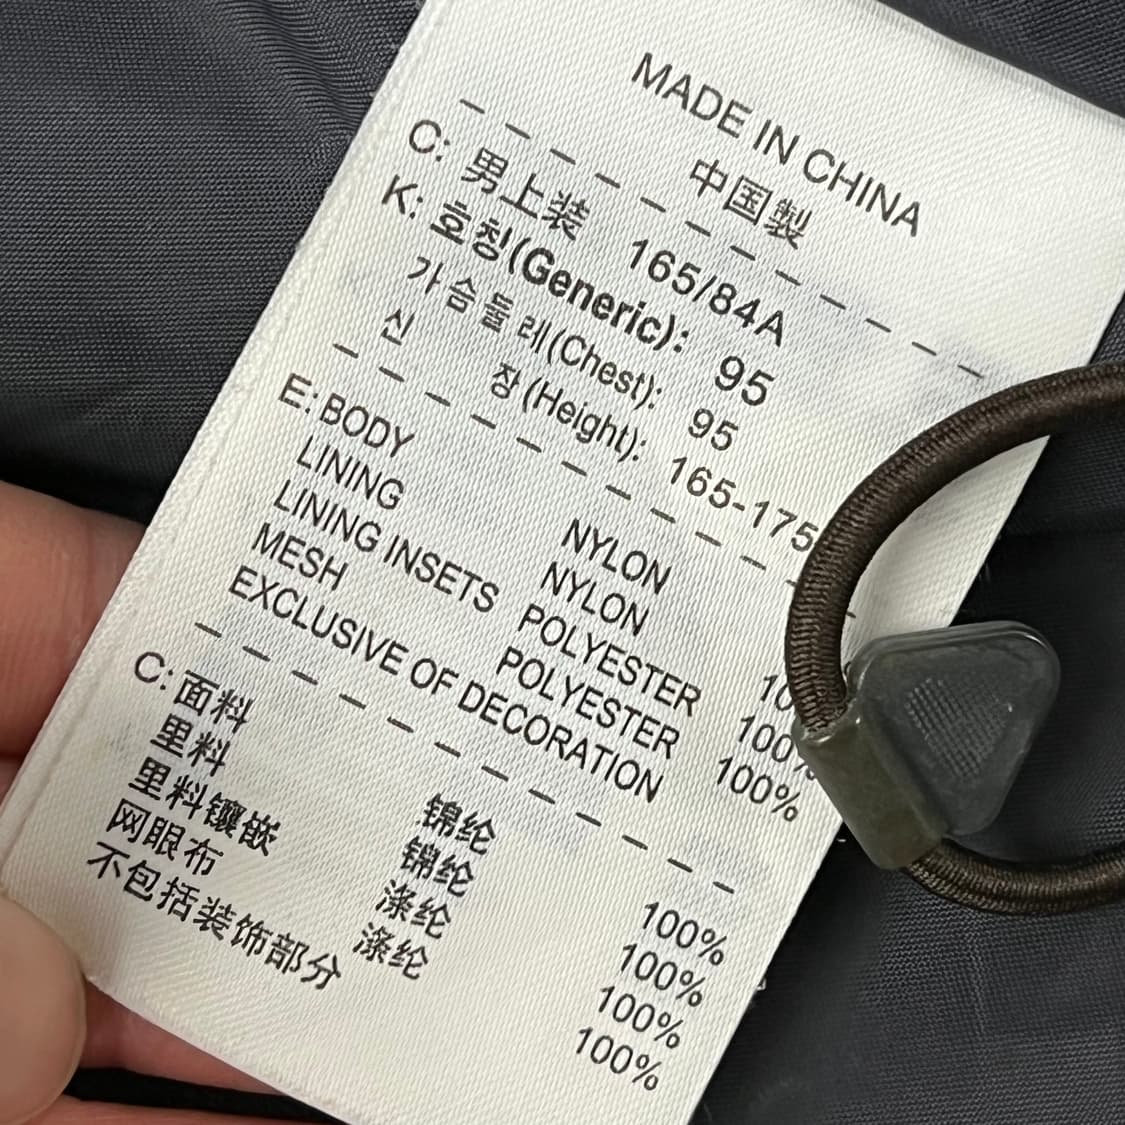 MADE IN CHINA
中国製
C: 男上装 165/84A
K: 호칭(Generic): 95
가슴둘레(Chest): 95
신 장(Height): 165-175
E: BODY NYLON
LINING NYLON 10
LINING INSETS POLYESTER 100%
MESH POLYESTER 100%
EXCLUSIVE OF DECORATION
C: 面料 锦纶 100%
里料 锦纶 100%
里料镶嵌 涤纶 100%
网眼布 涤纶 100%
不包括装饰部分